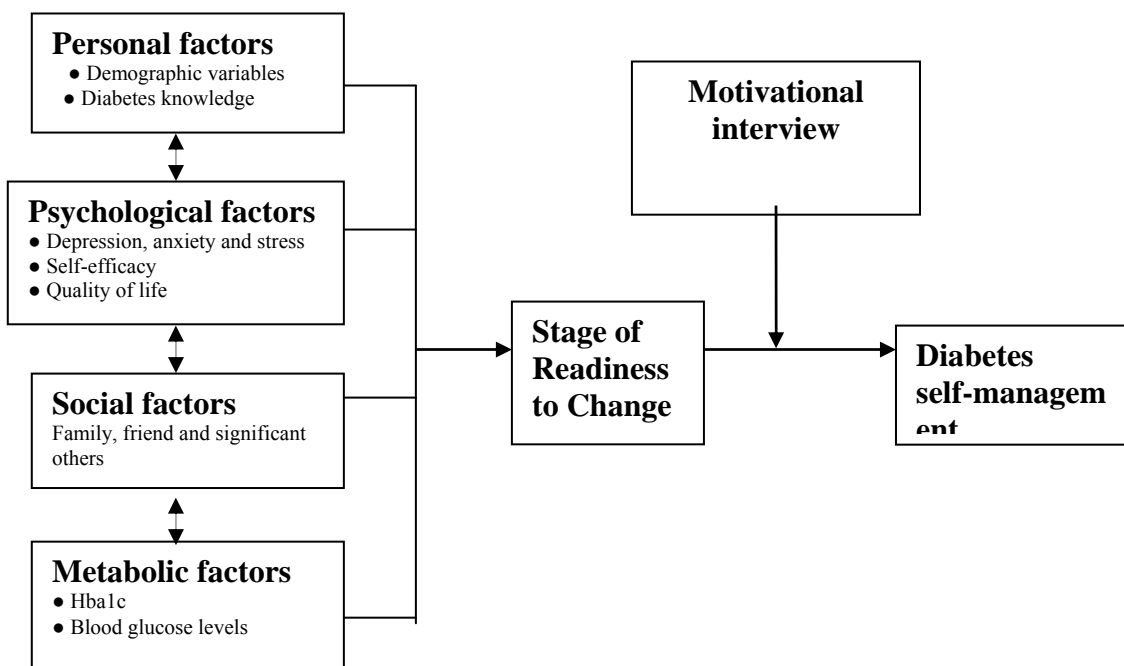 Personal factors
● Demographic variables
● Diabetes knowledge
Psychological factors
● Depression, anxiety and stress
● Self-efficacy
● Quality of life
Social factors
Family, friend and significant
others
Metabolic factors
● Hba1c
● Blood glucose levels
Motivational
interview
Stage of
Readiness
to Change
Diabetes
self-managem
ent